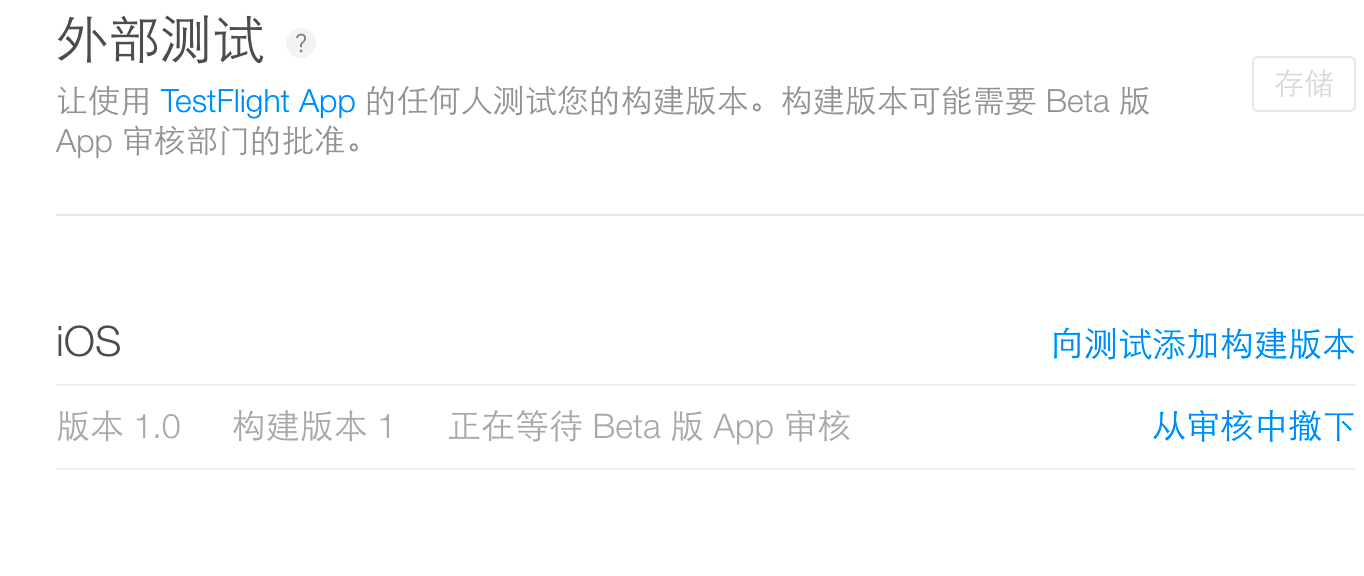 外部测试 ?
存储
让使用 TestFlight App 的任何人测试您的构建版本。构建版本可能需要 Beta 版
App 审核部门的批准。
iOS 向测试添加构建版本
版本 1.0 构建版本 1 正在等待 Beta 版 App 审核 从审核中撤下